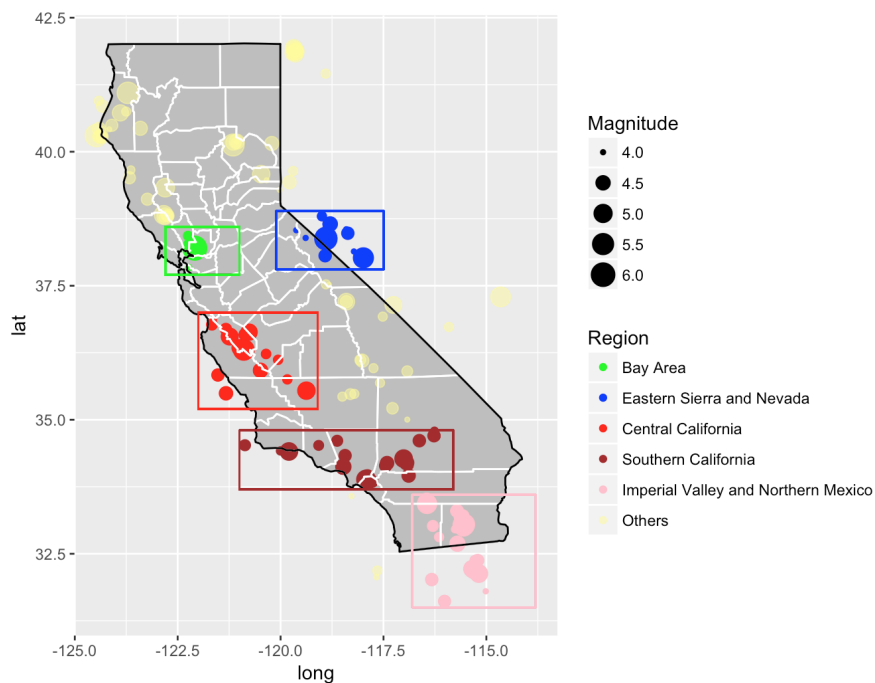 42.5
40.0
37.5
35.0
32.5
lat
-125.0 -122.5 -120.0 -117.5 -115.0
long
Magnitude
4.0
4.5
5.0
5.5
6.0
Region
Bay Area
Eastern Sierra and Nevada
Central California
Southern California
Imperial Valley and Northern Mexico
Others